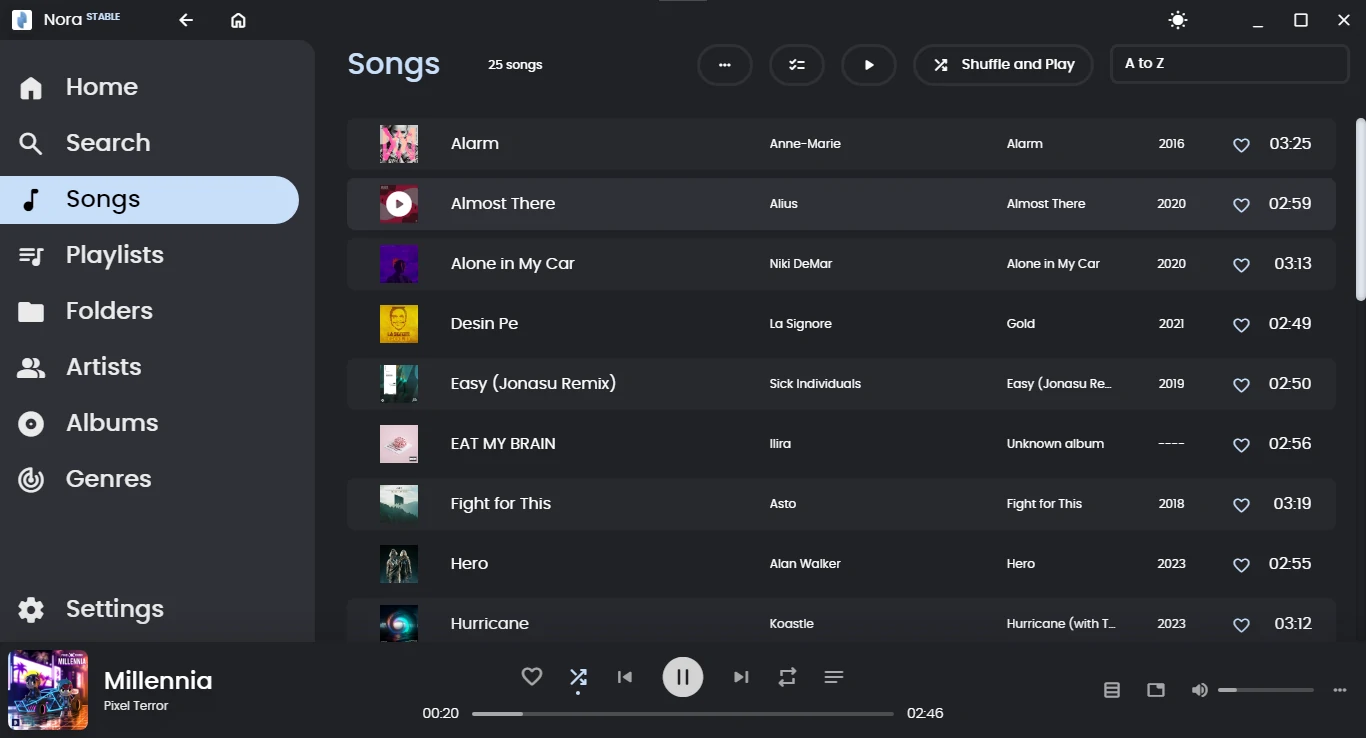 Nora STABLE
Songs 25 songs Shuffle and Play A to Z
Home
Search
Songs
Playlists
Folders
Artists
Albums
Genres
Settings
Alarm Anne-Marie Alarm 2016 03:25
Almost There Alius Almost There 2020 02:59
Alone in My Car Niki DeMar Alone in My Car 2020 03:13
Desin Pe La Signore Gold 2021 02:49
Easy (Jonasu Remix) Sick Individuals Easy (Jonasu Re... 2019 02:50
EAT MY BRAIN Ilira Unknown album ---- 02:56
Fight for This Asto Fight for This 2018 03:19
Hero Alan Walker Hero 2023 02:55
Hurricane Koastle Hurricane (with T... 2023 03:12
MILLENNIA
Millennia
Pixel Terror
00:20 02:46